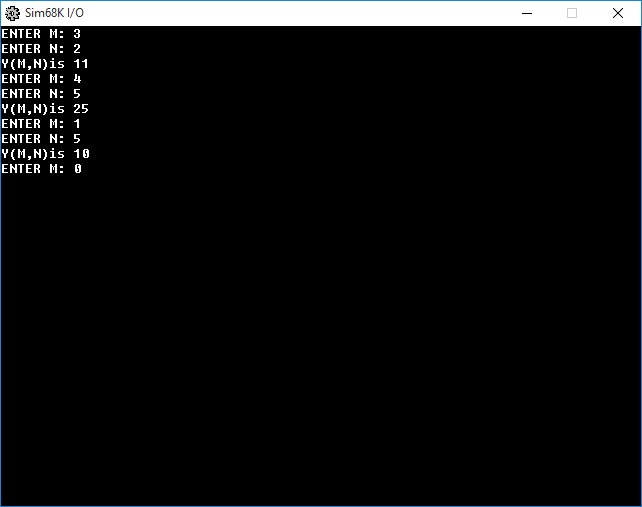 Sim68K I/O
ENTER M: 3
ENTER N: 2
Y(M,N)is 11
ENTER M: 4
ENTER N: 5
Y(M,N)is 25
ENTER M: 1
ENTER N: 5
Y(M,N)is 10
ENTER M: 0